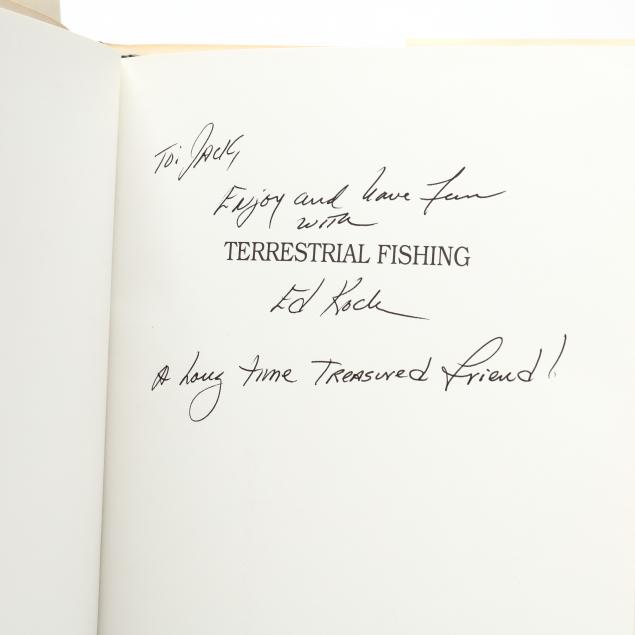 To: Jack,
Enjoy and have fun
with
TERRESTRIAL FISHING
Ed Koch
A long time Treasured friend!